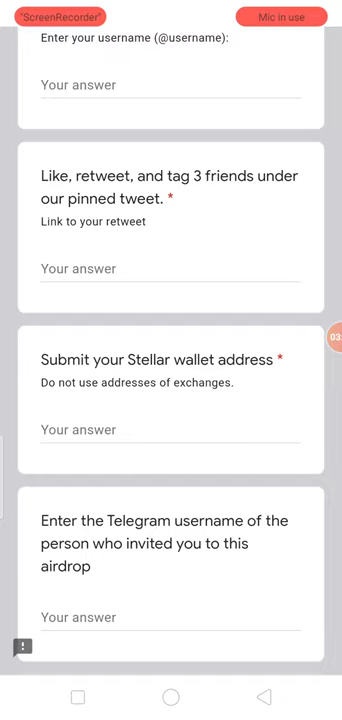 "ScreenRecorder"
Mic in use
Enter your username (@username):
Your answer
Like, retweet, and tag 3 friends under
our pinned tweet. *
Link to your retweet
Your answer
03:
Submit your Stellar wallet address *
Do not use addresses of exchanges.
Your answer
Enter the Telegram username of the
person who invited you to this
airdrop
Your answer